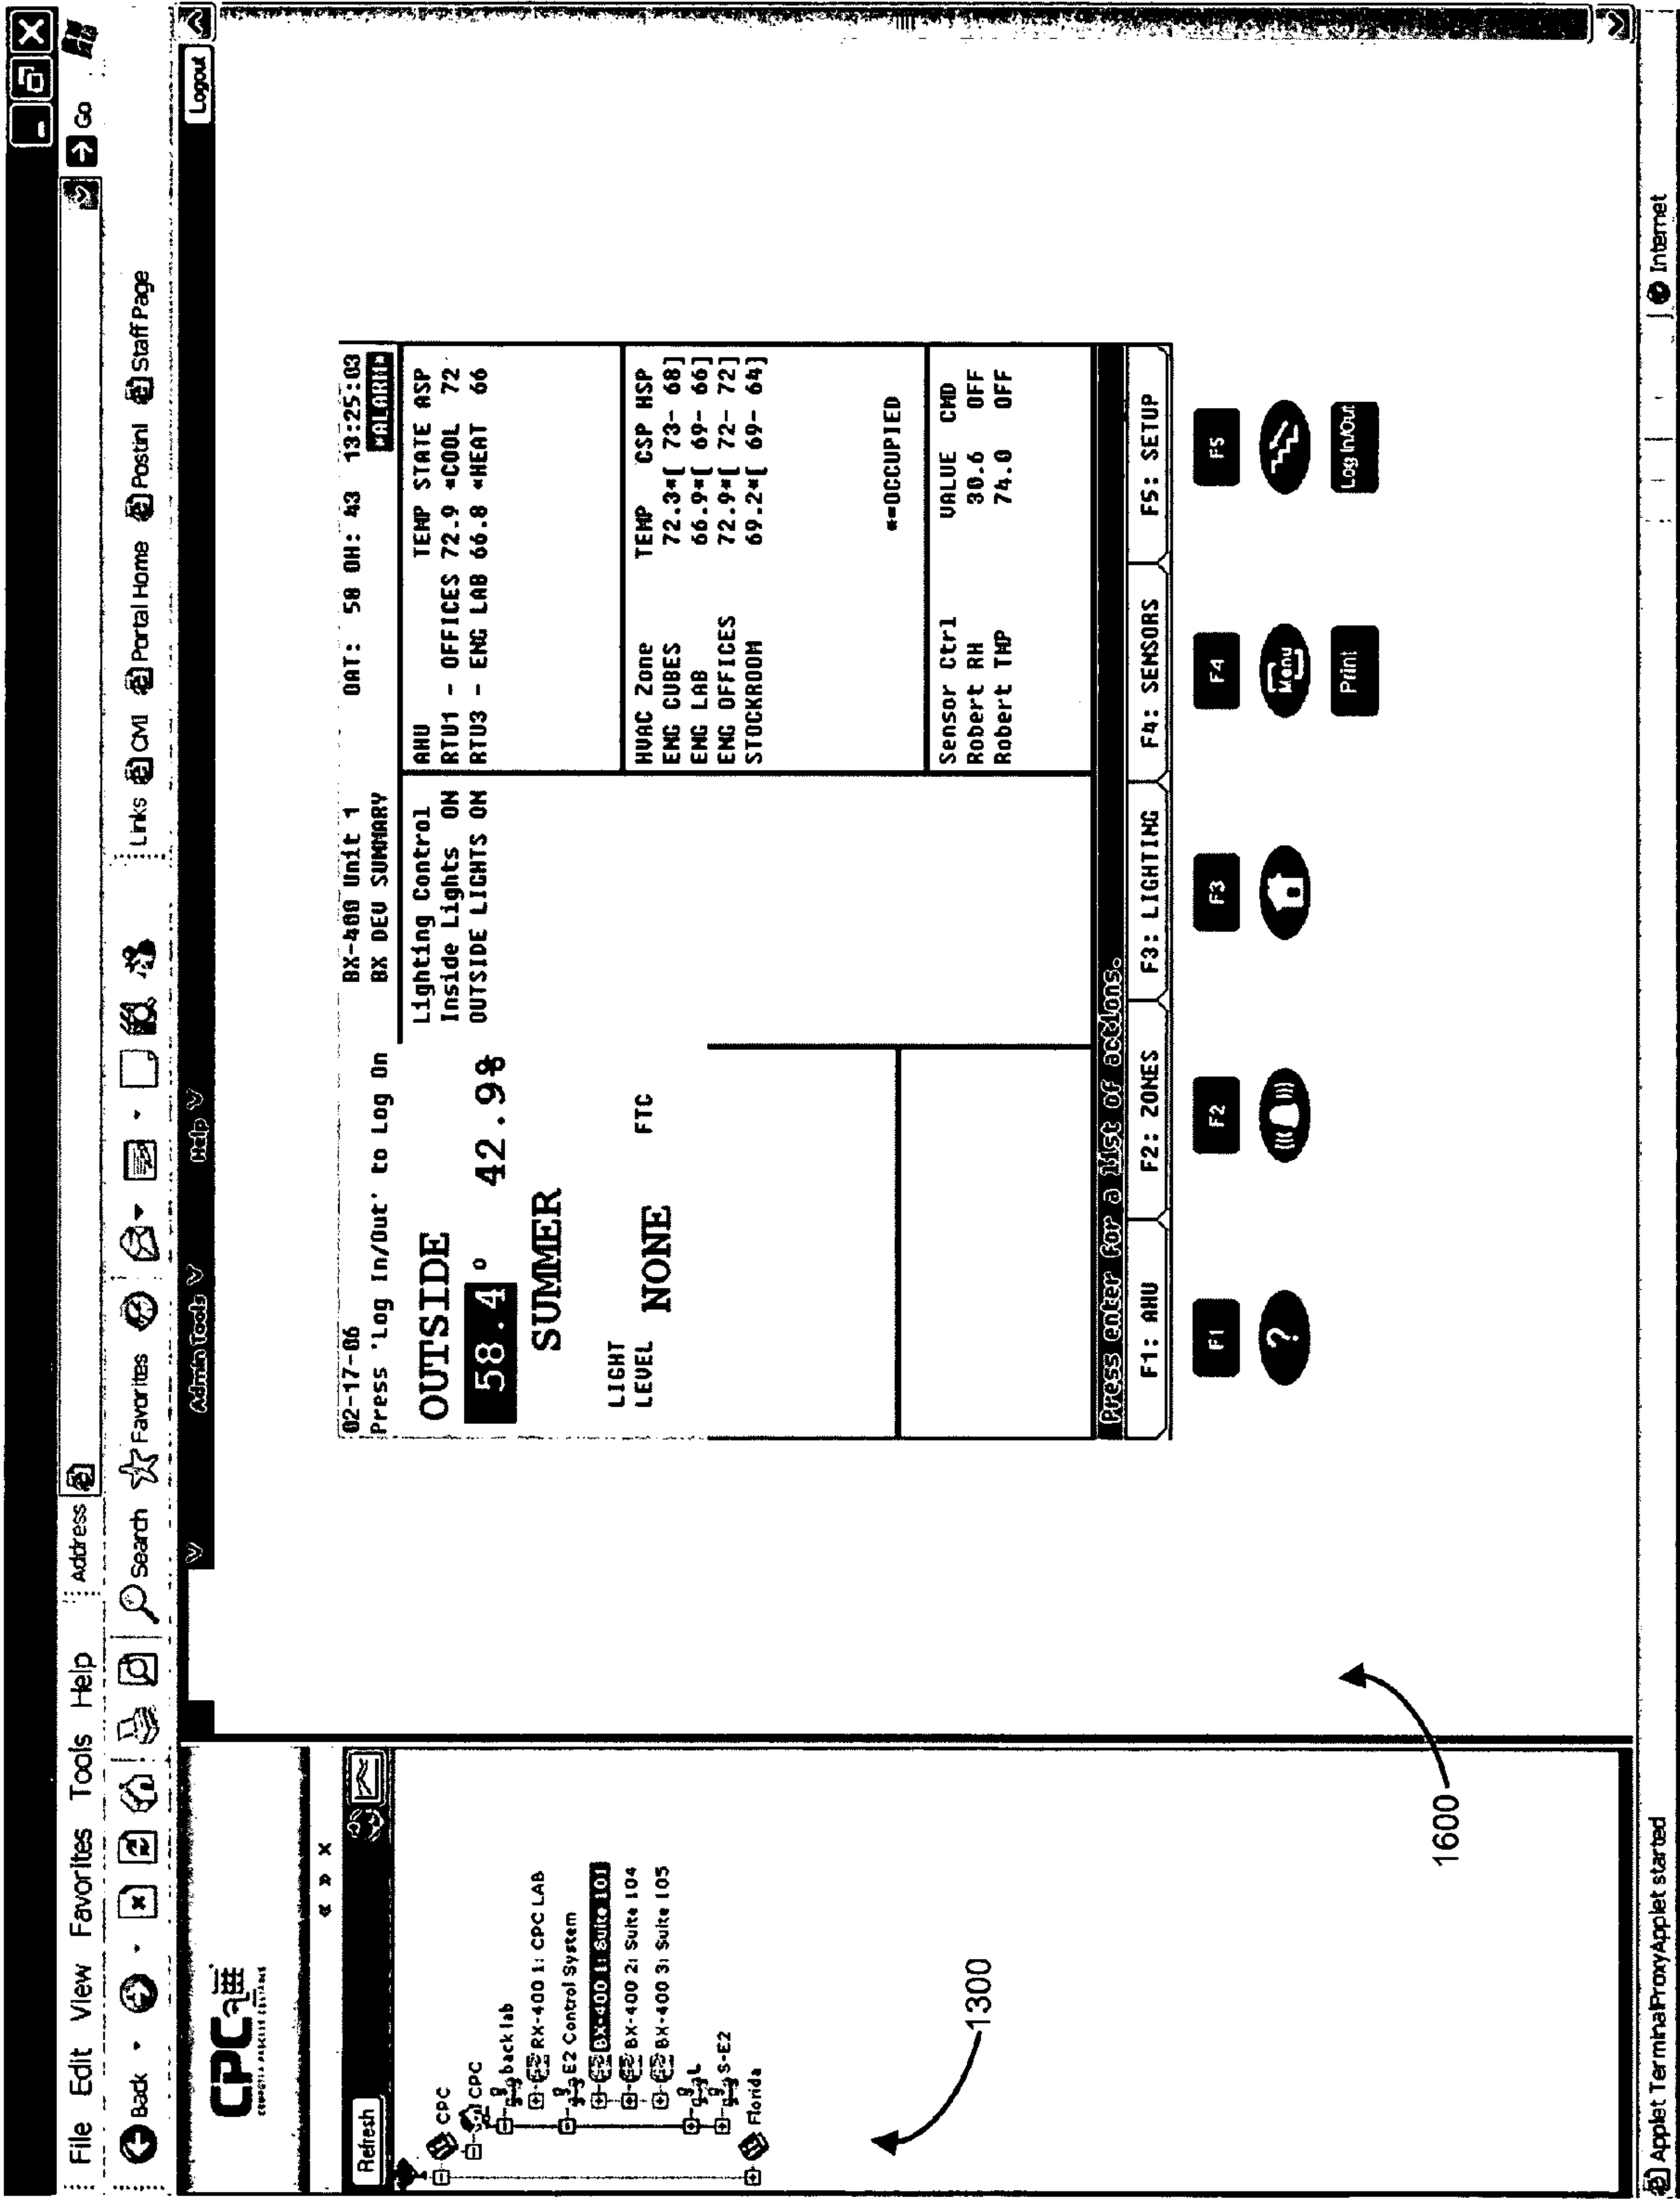 File Edit View Favorites Tools Help
Address
Go
Back
Search
Favorites
Links
CMI
Portal Home
Postini
Staff Page
Admin Tools
Help
Logout
CPC
Refresh
CPC
CPC
back lab
RX-400 1: CPC LAB
E2 Control System
BX-400 1: Suite 101
BX-400 2: Suite 104
BX-400 3: Suite 105
L
S-E2
Florida
1300
02-17-06 BX-400 Unit 1 OAT: 58 OH: 43 13:25:03
Press 'Log In/Out' to Log On BX DEV SUMMARY *ALARM*
OUTSIDE
58.4° 42.9%
SUMMER
LIGHT
LEVEL NONE FTC
Lighting Control
Inside Lights ON
OUTSIDE LIGHTS ON
AHU TEMP STATE ASP
RTU1 - OFFICES 72.9 *COOL 72
RTU3 - ENG LAB 66.8 *HEAT 66
HVAC Zone TEMP CSP HSP
ENG CUBES 72.3*[ 73- 68]
ENG LAB 66.9*[ 69- 66]
ENG OFFICES 72.9*[ 72- 72]
STOCKROOM 69.2*[ 69- 64]
*=OCCUPIED
Sensor Ctrl VALUE CMD
Robert RH 30.6 OFF
Robert TMP 74.0 OFF
Press enter for a list of actions.
F1: AHU F2: ZONES F3: LIGHTING F4: SENSORS F5: SETUP
F1 F2 F3 F4 F5
? Menu
Print Log In/Out
1600
Applet TerminalProxyApplet started
Internet